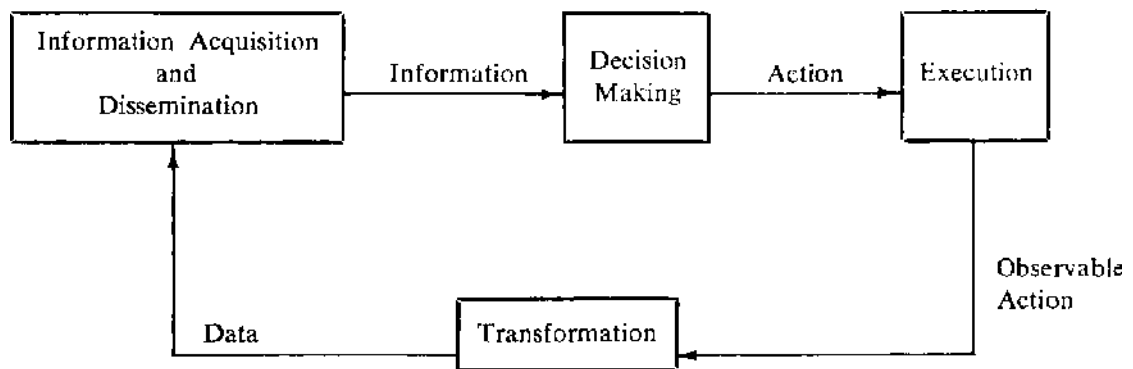 Information Acquisition
and
Dissemination
Information
Decision
Making
Action
Execution
Observable
Action
Transformation
Data